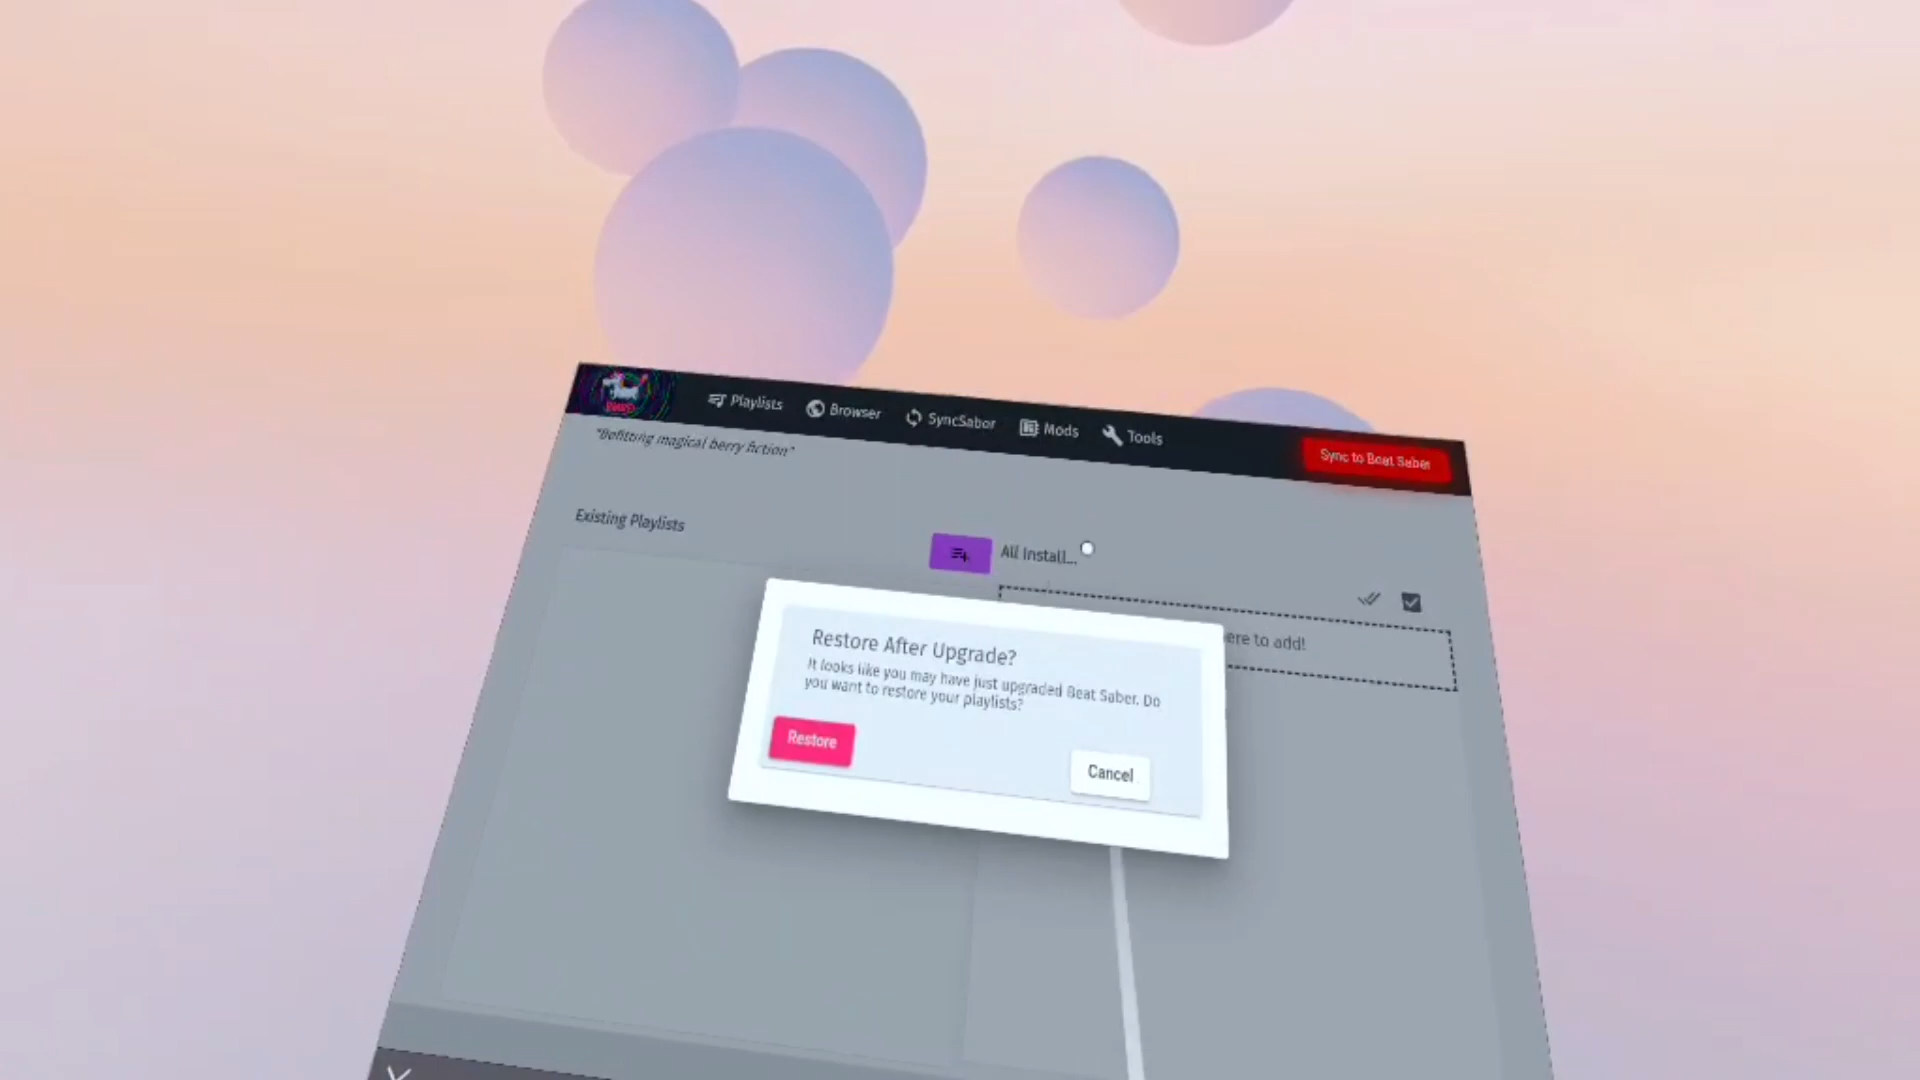 Playlists
Browser
SyncSaber
Mods
Tools
Sync to Beat Saber
"Befitting magical berry fiction"
Existing Playlists
All Install...
ere to add!
Restore After Upgrade?
It looks like you may have just upgraded Beat Saber. Do
you want to restore your playlists?
Restore
Cancel